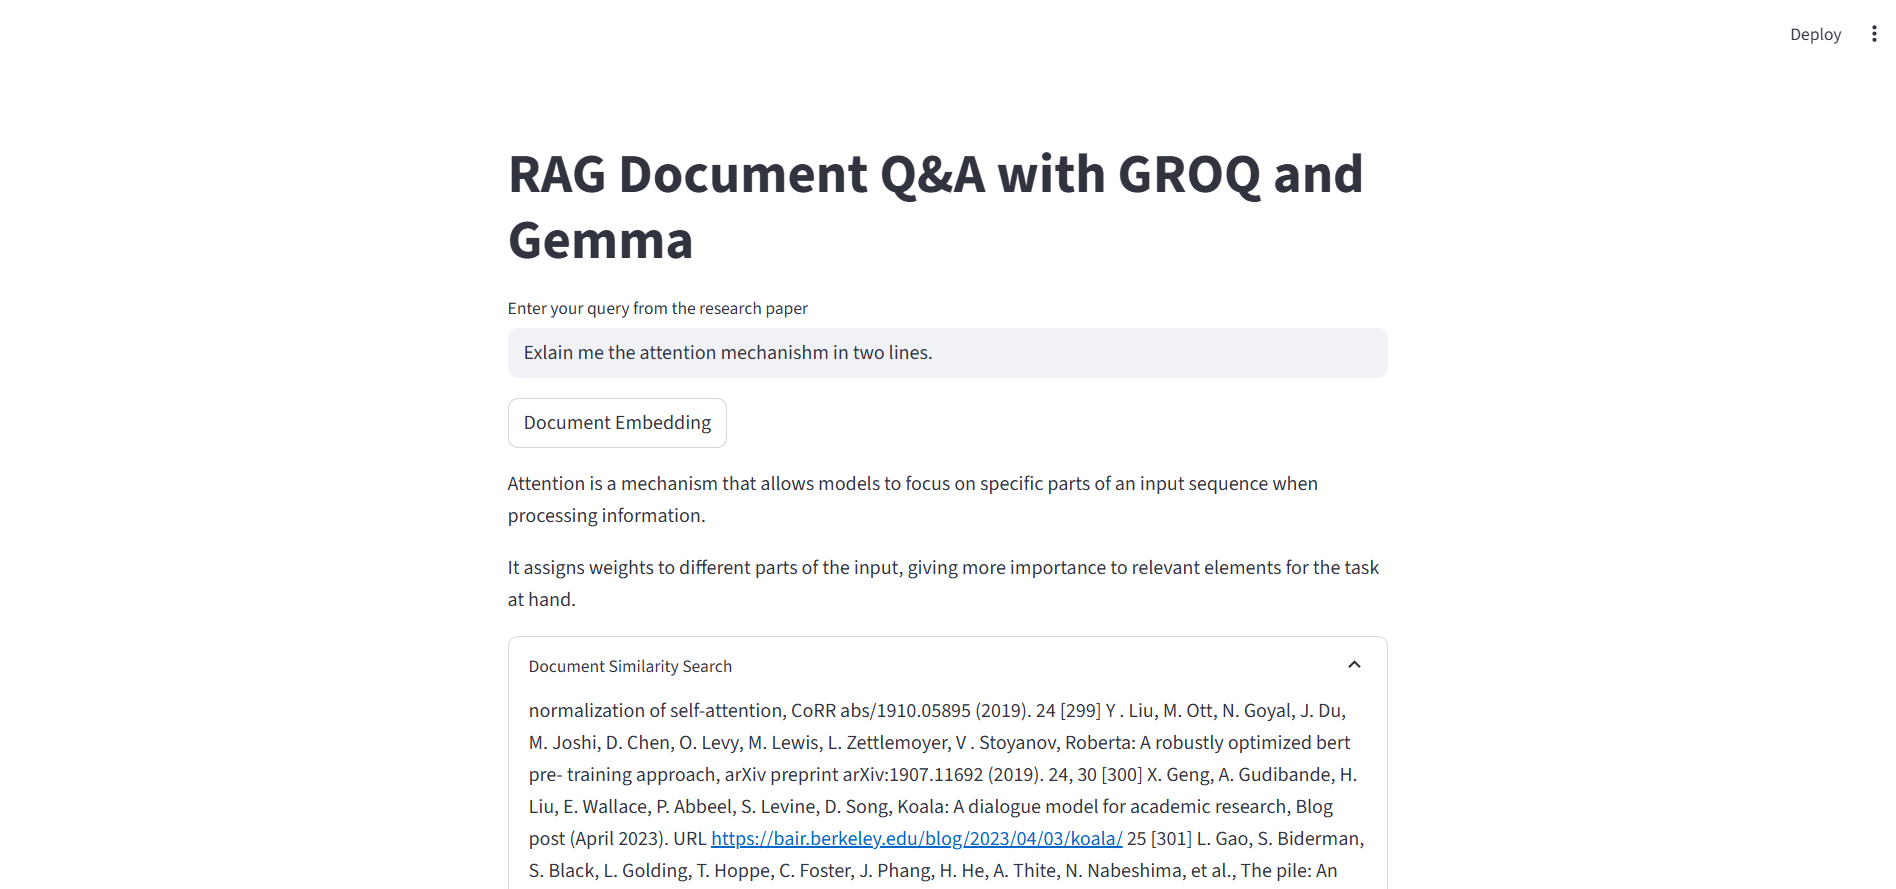 Deploy
RAG Document Q&A with GROQ and
Gemma
Enter your query from the research paper
Exlain me the attention mechanishm in two lines.
Document Embedding
Attention is a mechanism that allows models to focus on specific parts of an input sequence when
processing information.
It assigns weights to different parts of the input, giving more importance to relevant elements for the task
at hand.
Document Similarity Search
normalization of self-attention, CoRR abs/1910.05895 (2019). 24 [299] Y . Liu, M. Ott, N. Goyal, J. Du,
M. Joshi, D. Chen, O. Levy, M. Lewis, L. Zettlemoyer, V . Stoyanov, Roberta: A robustly optimized bert
pre- training approach, arXiv preprint arXiv:1907.11692 (2019). 24, 30 [300] X. Geng, A. Gudibande, H.
Liu, E. Wallace, P. Abbeel, S. Levine, D. Song, Koala: A dialogue model for academic research, Blog
post (April 2023). URL https://bair.berkeley.edu/blog/2023/04/03/koala/ 25 [301] L. Gao, S. Biderman,
S. Black, L. Golding, T. Hoppe, C. Foster, J. Phang, H. He, A. Thite, N. Nabeshima, et al., The pile: An